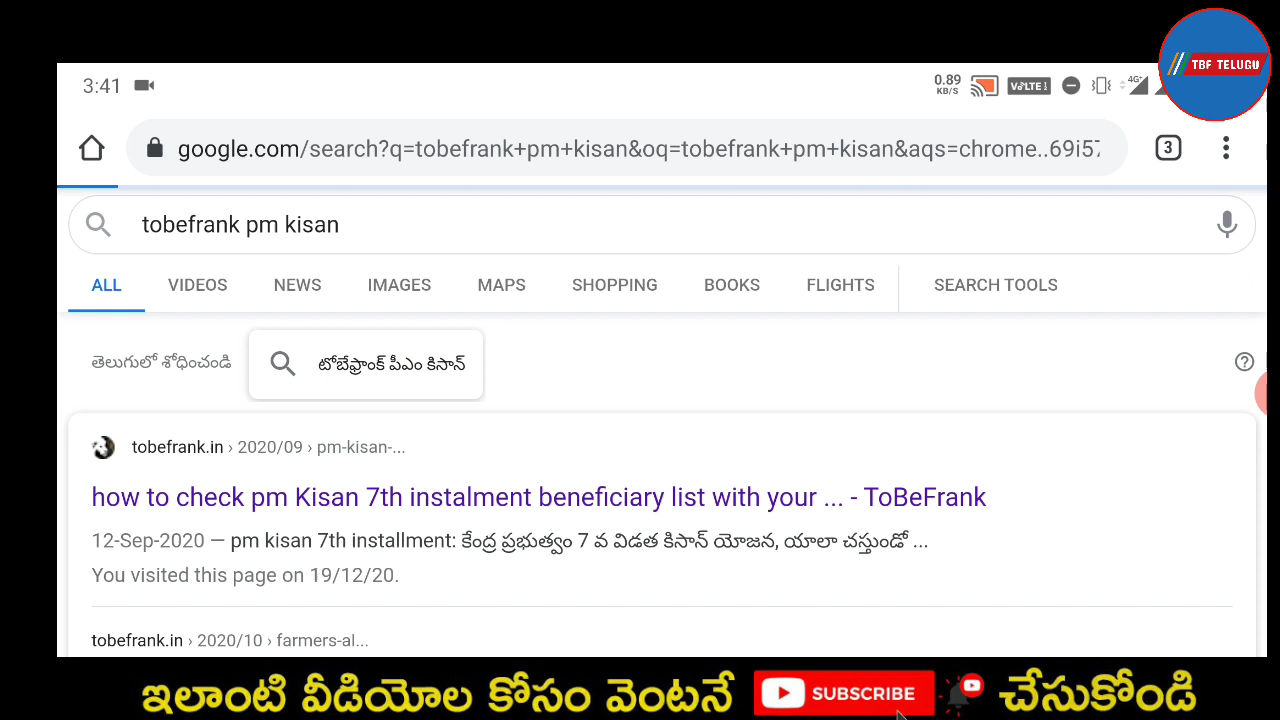 TBF TELUGU
3:41
0.89
KB/S
VoLTE 1
4G+
google.com/search?q=tobefrank+pm+kisan&oq=tobefrank+pm+kisan&aqs=chrome..69i57
3
tobefrank pm kisan
ALL VIDEOS NEWS IMAGES MAPS SHOPPING BOOKS FLIGHTS SEARCH TOOLS
తెలుగులో శోధించండి టోబేఫ్రాంక్ పీఎం కిసాన్
tobefrank.in › 2020/09 › pm-kisan-...
how to check pm Kisan 7th instalment beneficiary list with your ... - ToBeFrank
12-Sep-2020 — pm kisan 7th installment: కేంద్ర ప్రభుత్వం 7 వ విడత కిసాన్ యోజన, యాలా చస్తుండో ...
You visited this page on 19/12/20.
tobefrank.in › 2020/10 › farmers-al...
ఇలాంటి వీడియోల కోసం వెంటనే SUBSCRIBE చేసుకోండి